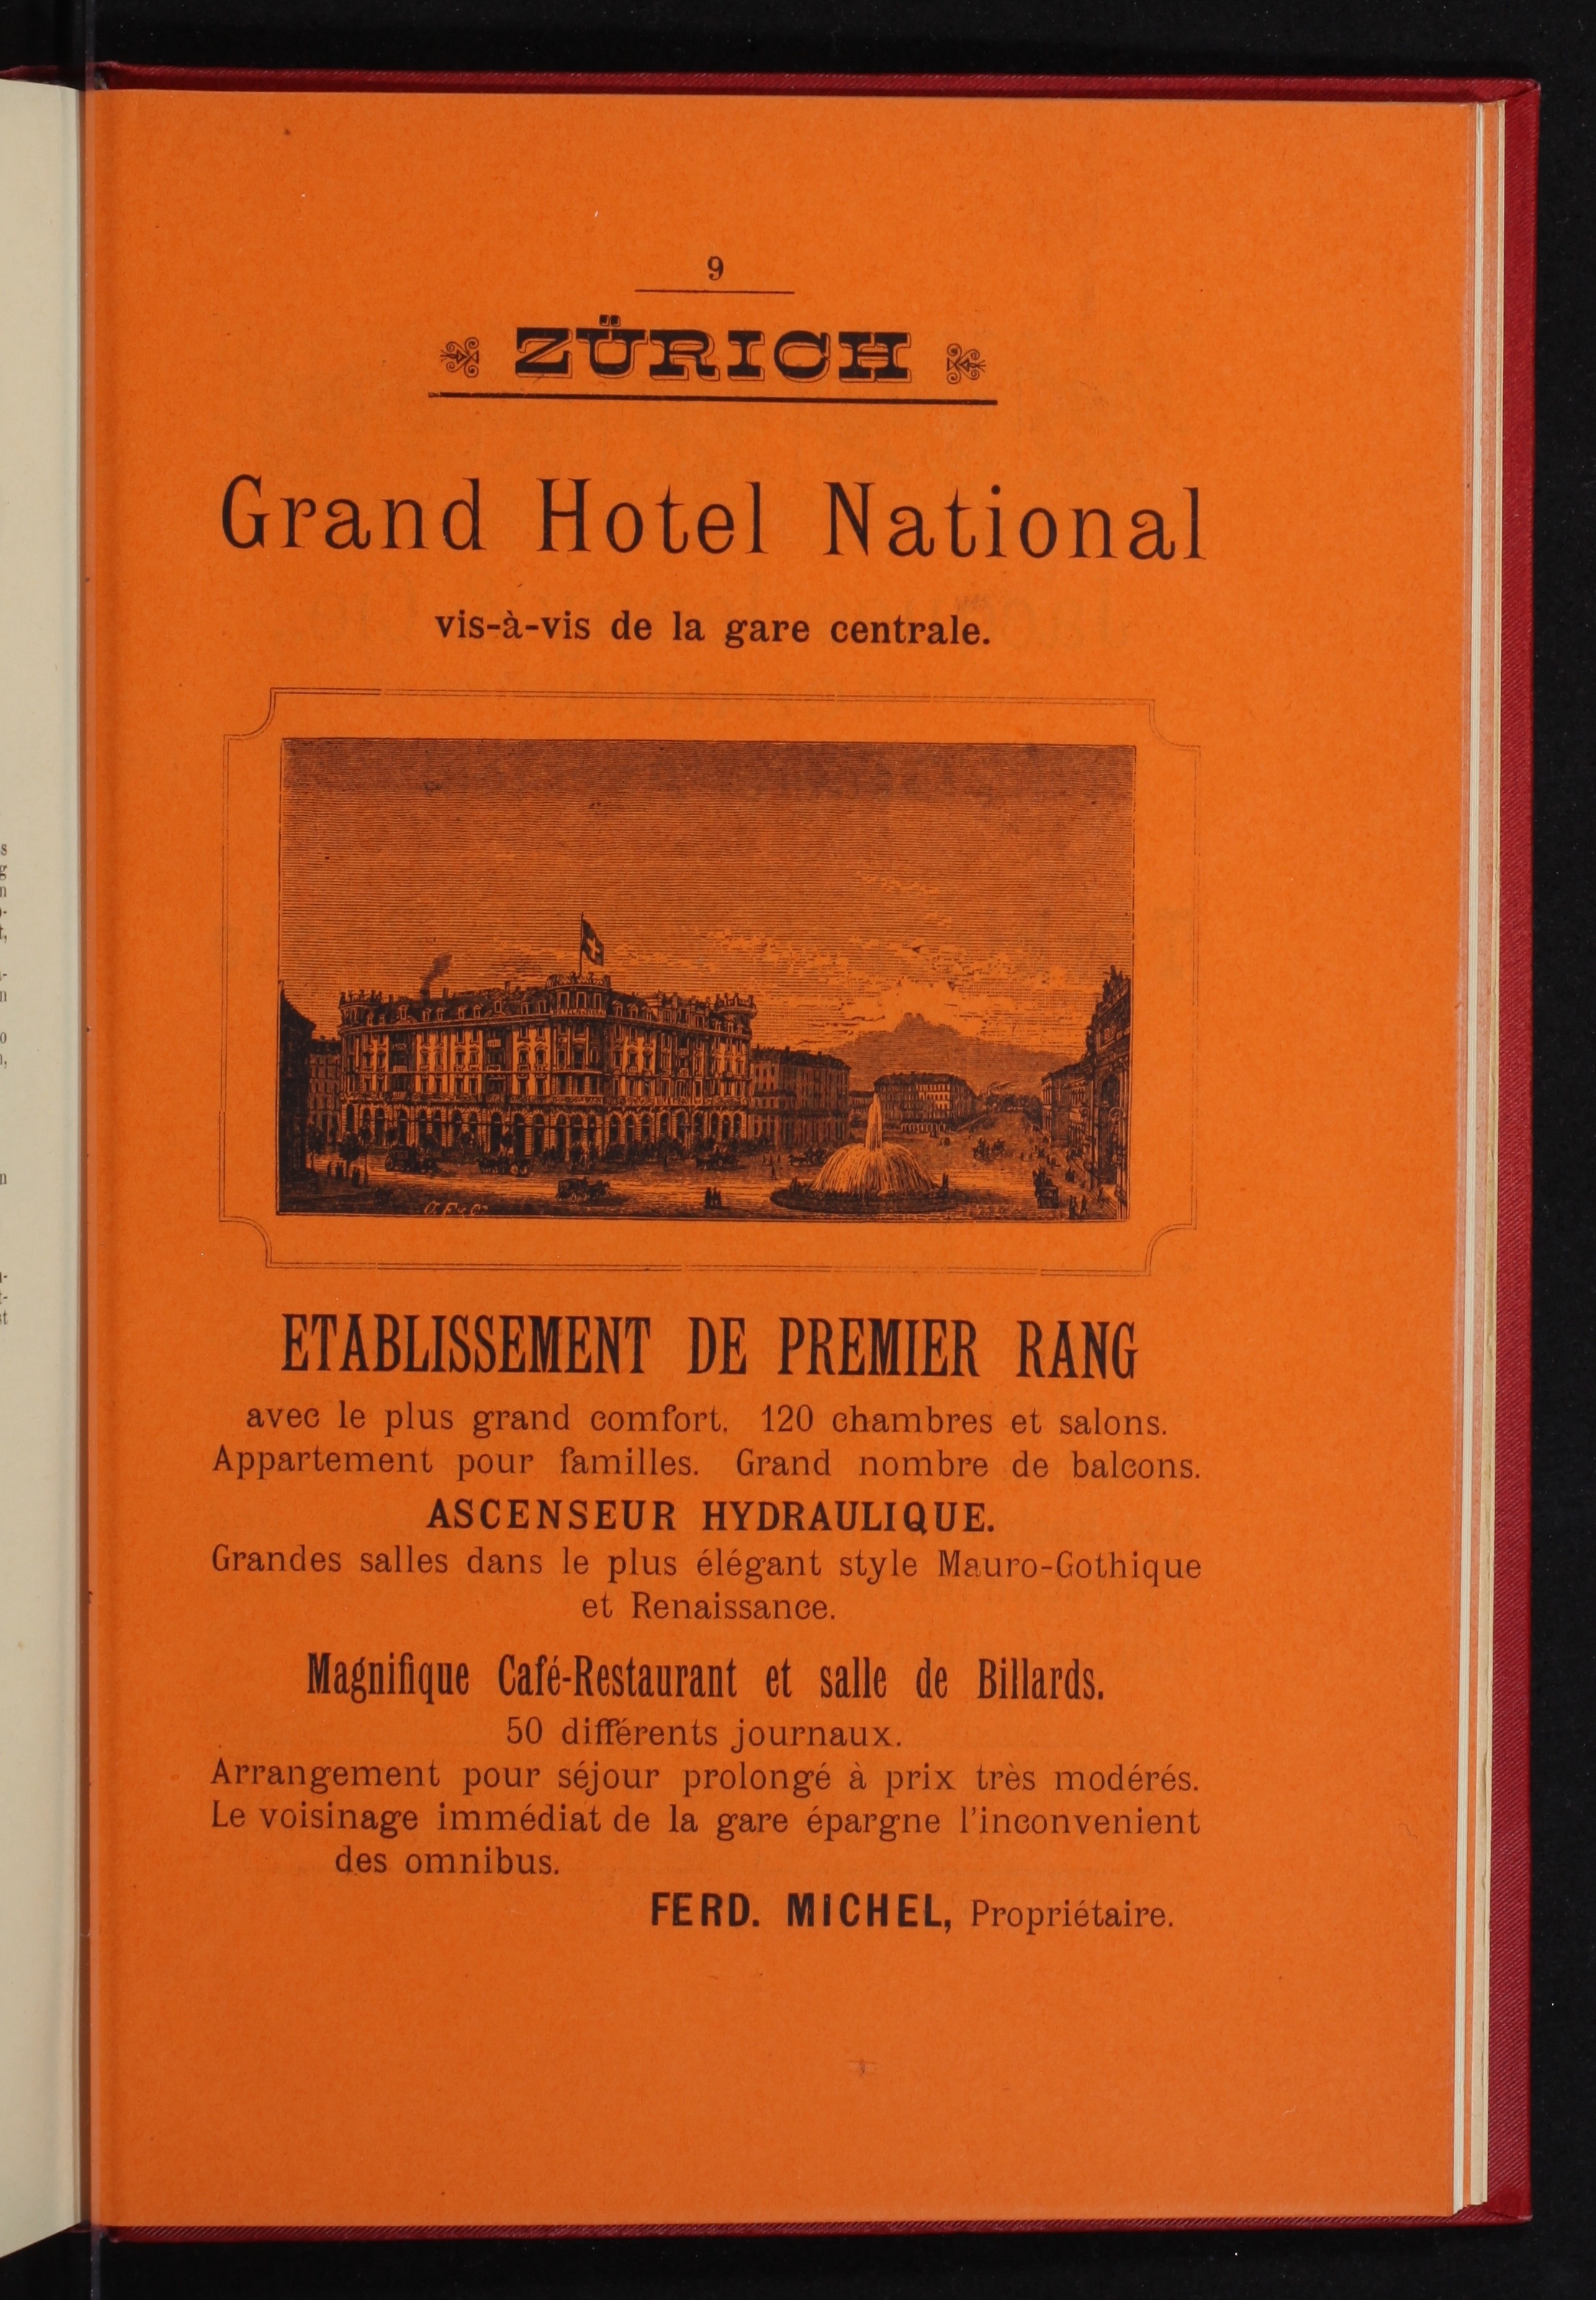 9
ZÜRICH
Grand Hotel National
vis-à-vis de la gare centrale.
ETABLISSEMENT DE PREMIER RANG
avec le plus grand comfort. 120 chambres et salons.
Appartement pour familles. Grand nombre de balcons.
ASCENSEUR HYDRAULIQUE.
Grandes salles dans le plus élégant style Mauro-Gothique
et Renaissance.
Magnifique Café-Restaurant et salle de Billards.
50 différents journaux.
Arrangement pour séjour prolongé à prix très modérés.
Le voisinage immédiat de la gare épargne l'inconvenient
des omnibus.
FERD. MICHEL, Propriétaire.